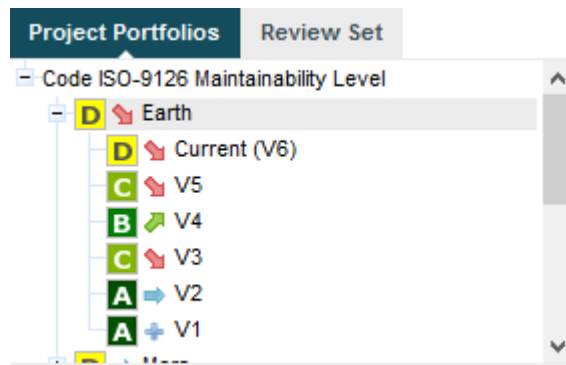 Project Portfolios Review Set
Code ISO-9126 Maintainability Level
D Earth
D Current (V6)
C V5
B V4
C V3
A V2
A V1